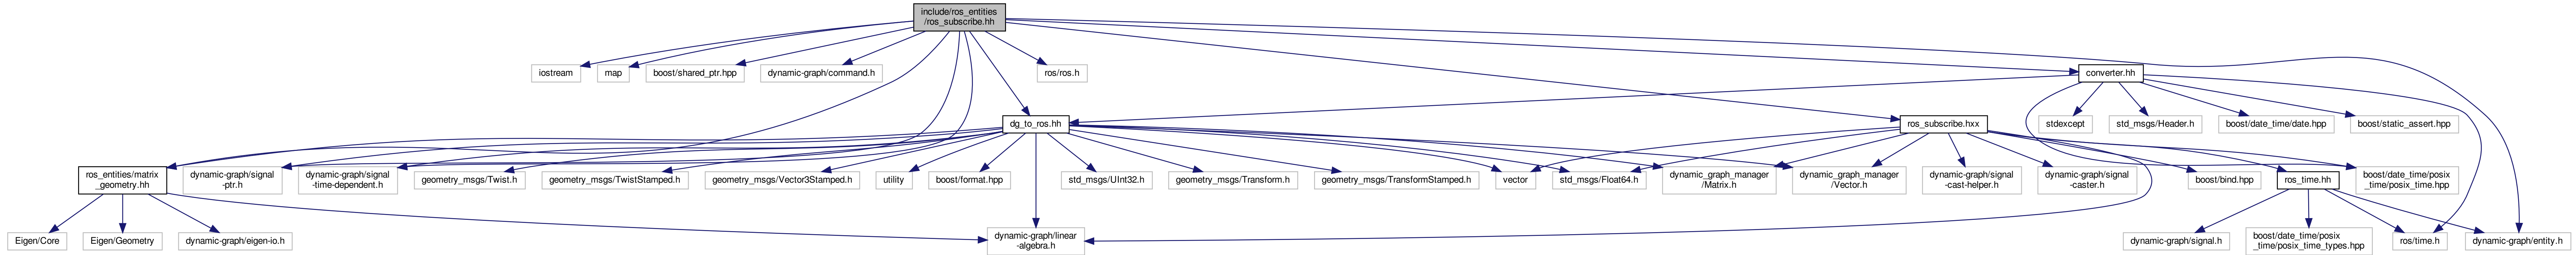 include/ros_entities
/ros_subscribe.hh
iostream
map
boost/shared_ptr.hpp
dynamic-graph/command.h
ros/ros.h
converter.hh
dg_to_ros.hh
ros_subscribe.hxx
stdexcept
std_msgs/Header.h
boost/date_time/date.hpp
boost/static_assert.hpp
ros_entities/matrix
_geometry.hh
dynamic-graph/signal
-ptr.h
dynamic-graph/signal
-time-dependent.h
geometry_msgs/Twist.h
geometry_msgs/TwistStamped.h
geometry_msgs/Vector3Stamped.h
utility
boost/format.hpp
std_msgs/UInt32.h
geometry_msgs/Transform.h
geometry_msgs/TransformStamped.h
vector
std_msgs/Float64.h
dynamic_graph_manager
/Matrix.h
dynamic_graph_manager
/Vector.h
dynamic-graph/signal
-cast-helper.h
dynamic-graph/signal
-caster.h
boost/bind.hpp
ros_time.hh
boost/date_time/posix
_time/posix_time.hpp
Eigen/Core
Eigen/Geometry
dynamic-graph/eigen-io.h
dynamic-graph/linear
-algebra.h
dynamic-graph/signal.h
boost/date_time/posix
_time/posix_time_types.hpp
ros/time.h
dynamic-graph/entity.h